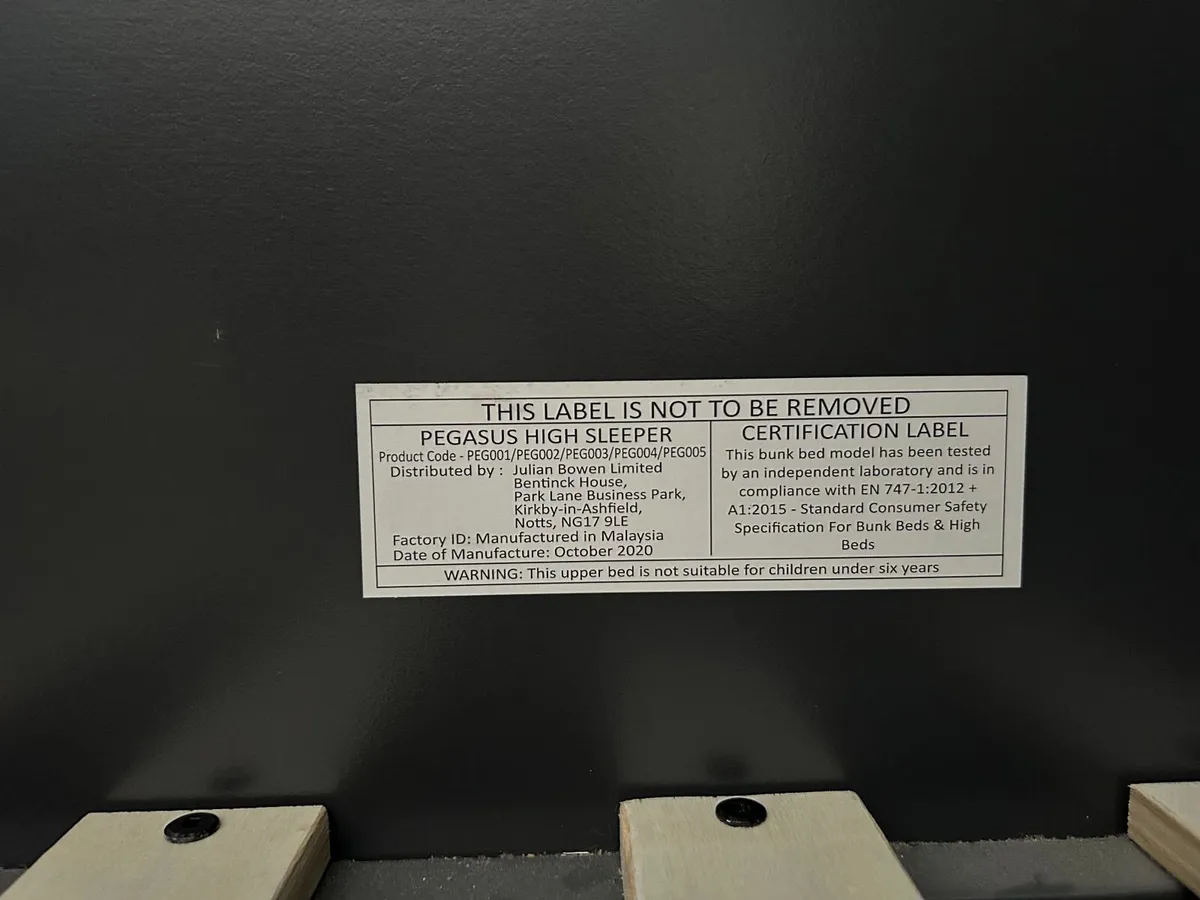 THIS LABEL IS NOT TO BE REMOVED
PEGASUS HIGH SLEEPER
Product Code - PEG001/PEG002/PEG003/PEG004/PEG005
Distributed by : Julian Bowen Limited
Bentinck House,
Park Lane Business Park,
Kirkby-in-Ashfield,
Notts, NG17 9LE
Factory ID: Manufactured in Malaysia
Date of Manufacture: October 2020
CERTIFICATION LABEL
This bunk bed model has been tested
by an independent laboratory and is in
compliance with EN 747-1:2012 +
A1:2015 - Standard Consumer Safety
Specification For Bunk Beds & High
Beds
WARNING: This upper bed is not suitable for children under six years